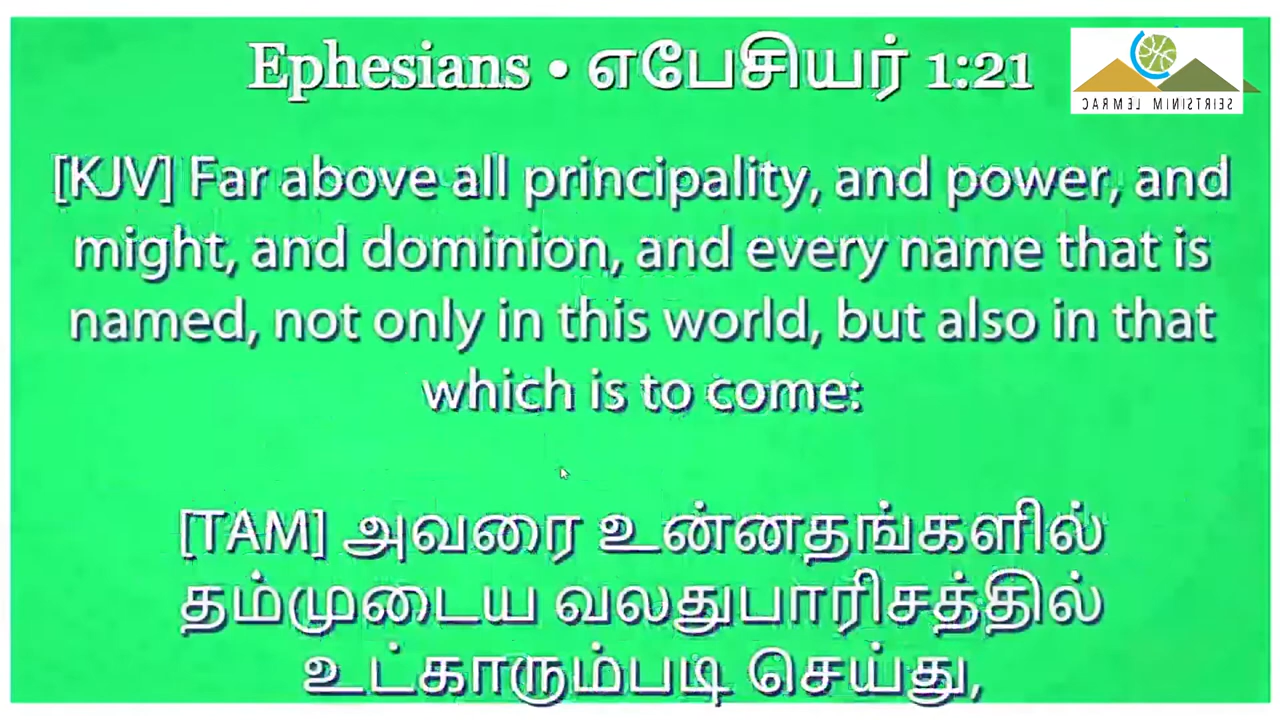 Ephesians • எபேசியர் 1:21
CARMEL MINISTRIES
[KJV] Far above all principality, and power, and
might, and dominion, and every name that is
named, not only in this world, but also in that
which is to come:
[TAM] அவரை உன்னதங்களில்
தம்முடைய வலதுபாரிசத்தில்
உட்காரும்படி செய்து,